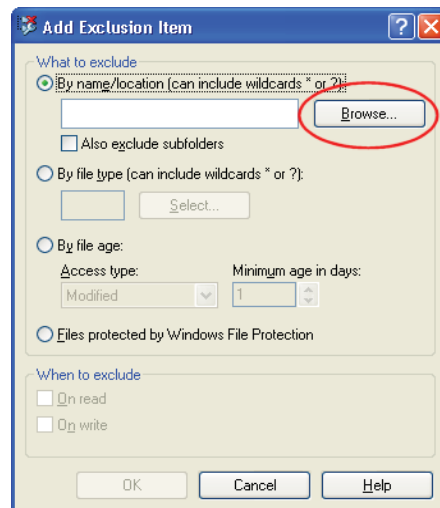 Add Exclusion Item
What to exclude
By name/location (can include wildcards * or ?):
Browse...
Also exclude subfolders
By file type (can include wildcards * or ?):
Select...
By file age:
Access type: Minimum age in days:
Modified 1
Files protected by Windows File Protection
When to exclude
On read
On write
OK Cancel Help